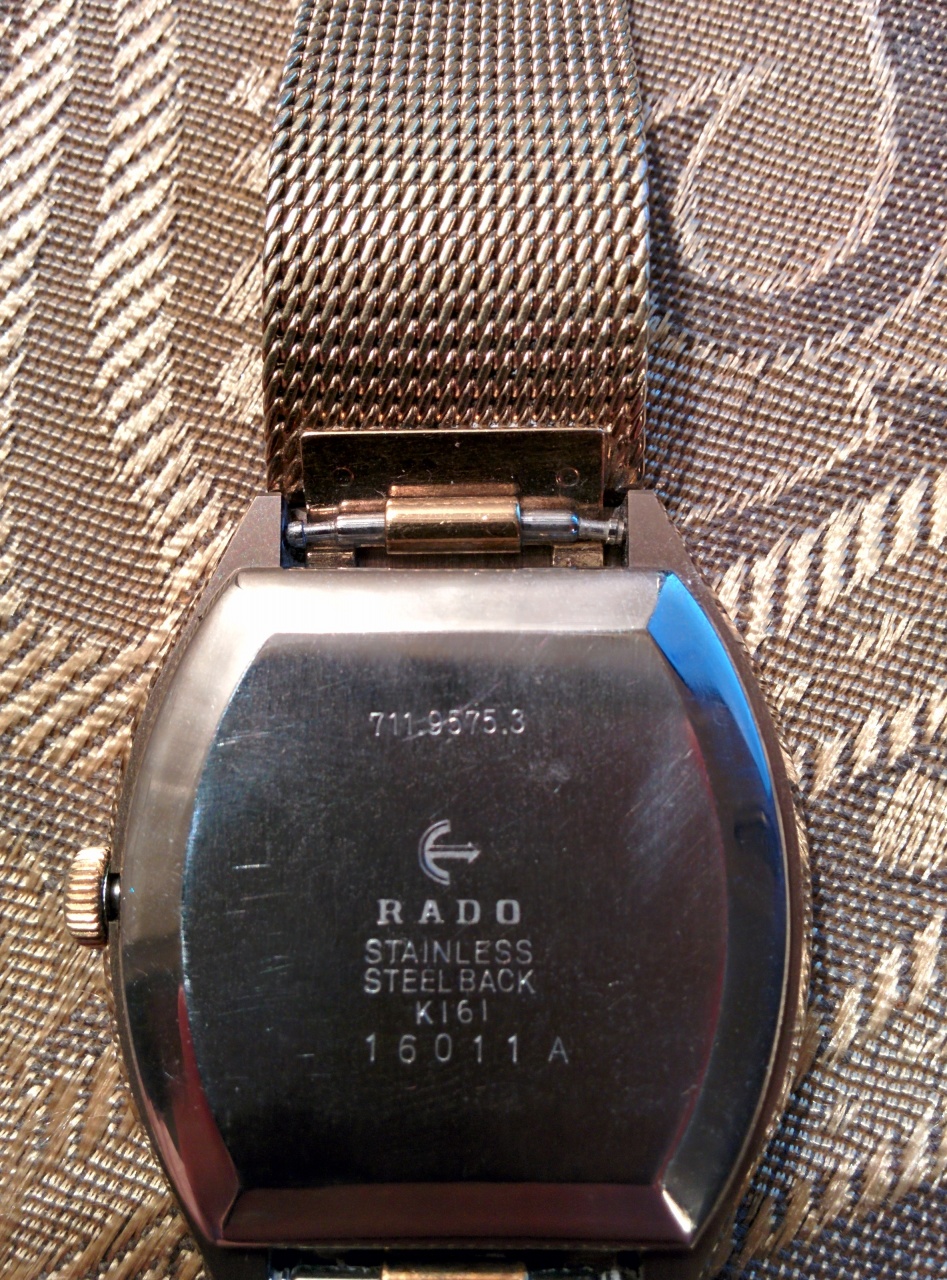 711.9575.3
RADO
STAINLESS
STEEL BACK
K161
16011 A